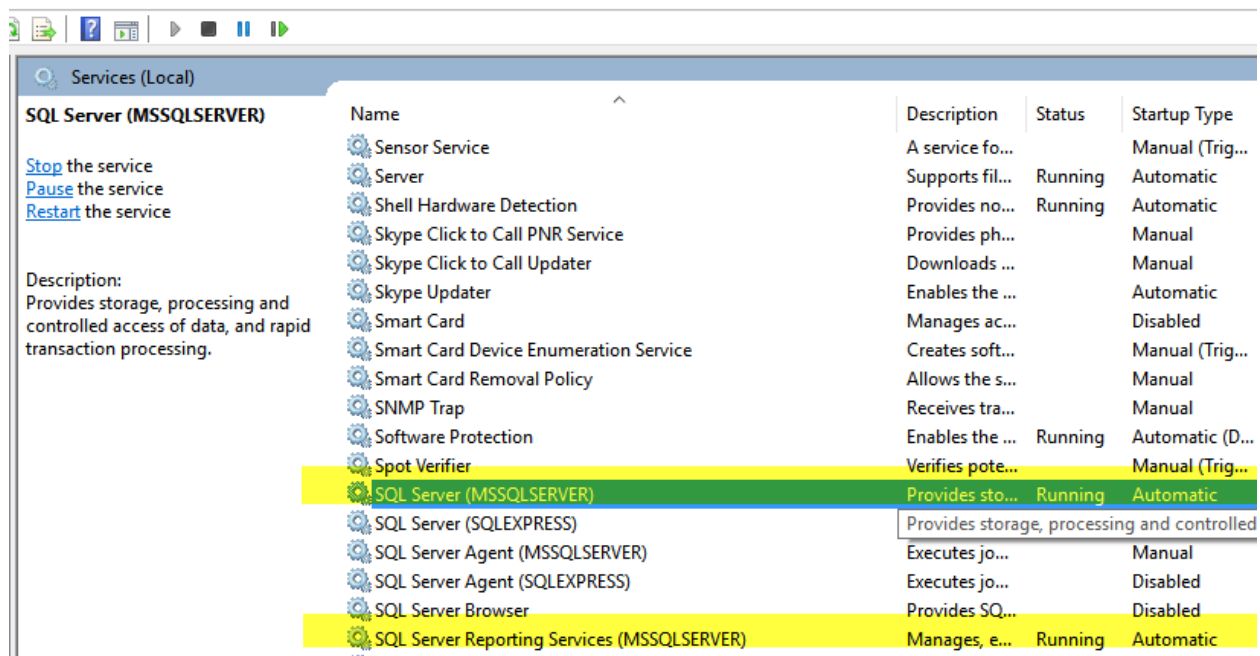 Services (Local)
SQL Server (MSSQLSERVER)
Stop the service
Pause the service
Restart the service
Description:
Provides storage, processing and
controlled access of data, and rapid
transaction processing.
Name Description Status Startup Type
Sensor Service A service fo... Manual (Trig...
Server Supports fil... Running Automatic
Shell Hardware Detection Provides no... Running Automatic
Skype Click to Call PNR Service Provides ph... Manual
Skype Click to Call Updater Downloads ... Manual
Skype Updater Enables the ... Automatic
Smart Card Manages ac... Disabled
Smart Card Device Enumeration Service Creates soft... Manual (Trig...
Smart Card Removal Policy Allows the s... Manual
SNMP Trap Receives tra... Manual
Software Protection Enables the ... Running Automatic (D...
Spot Verifier Verifies pote... Manual (Trig...
SQL Server (MSSQLSERVER) Provides sto... Running Automatic
SQL Server (SQLEXPRESS) Provides storage, processing and controlled
SQL Server Agent (MSSQLSERVER) Executes jo... Manual
SQL Server Agent (SQLEXPRESS) Executes jo... Disabled
SQL Server Browser Provides SQ... Disabled
SQL Server Reporting Services (MSSQLSERVER) Manages, e... Running Automatic